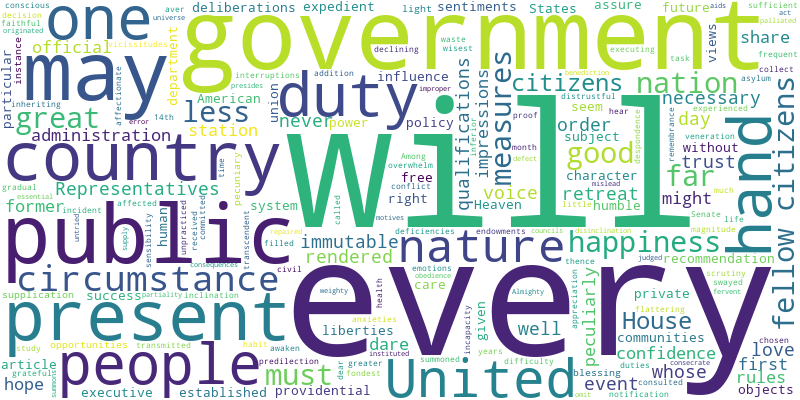 will
every
government
public
country
may
people
present
one
duty
United
hand
nature
circumstance
great
less
must
good
far
nation
happiness
measures
citizens
fellow citizens
House
station
official
administration
Representatives
former
hope
article
executive
established
success
system
human
department
particular
deliberations
expedient
light
sentiments
States
assure
future
share
views
necessary
day
without
trust
might
order
subject
character
retreat
humble
voice
seem
qualifications
impressions
influence
policy
never
power
union
American
free
right
immutable
rendered
liberties
dare
care
providential
event
whose
confidence
communities
private
recommendation
love
first
rules
objects
peculiarly
well
given
Heaven
conscious
decision
faithful
originated
aver
universe
vicissitudes
instance
inheriting
affectionate
error
14th
interruptions
addition
presides
declining
improper
waste
wisest
executing
task
frequent
aids
sufficient
act
palliated
collect
asylum
experienced
benediction
distrustful
proof
month
defect
mislead
hear
despondence
remembrance
veneration
inferior
Among
overwhelm
conflict
called
motives
deficiencies
endowments
councils
disinclination
little
Senate
life
magnitude
much
judged
thence
scrutiny
swayed
fervent
flattering
appreciation
Almighty
obedience
emotions
civil
health
anxieties
weighty
filled
repaired
consequences
instituted
predilection
dear
greater
fondest
summoned
incapacity
years
difficulty
blessing
duties
consulted
notification
omit
consecrate
chosen
pecuniary
time
transcendent
received
committed
unpracticed
sensibility
affected
incident
gradual
essential
untried
supply
supplication
partiality
inclination
study
opportunities
transmitted
habit
awaken
grateful
summons